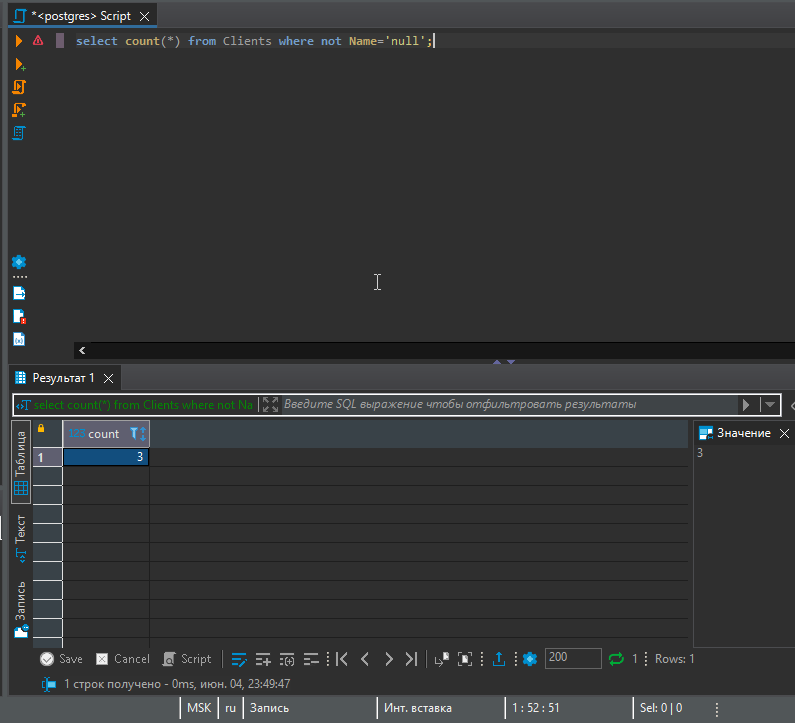 *<postgres> Script
select count(*) from Clients where not Name='null';
Результат 1
select count(*) from Clients where not Na
Введите SQL выражение чтобы отфильтровать результаты
Таблица
Текст
Запись
123 count
1
3
Значение
3
Save
Cancel
Script
200
1
Rows: 1
1 строк получено - 0ms, июн. 04, 23:49:47
MSK
ru
Запись
Инт. вставка
1 : 52 : 51
Sel: 0 | 0